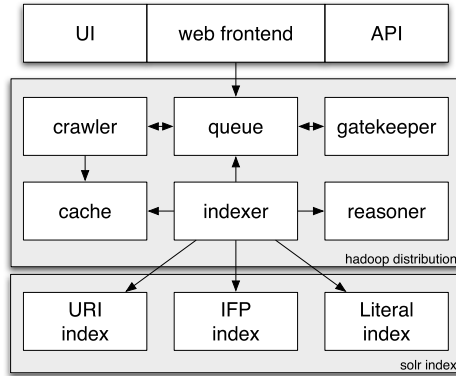 UI web frontend API
crawler queue gatekeeper
cache indexer reasoner
hadoop distribution
URI index
IFP index
Literal index
solr index